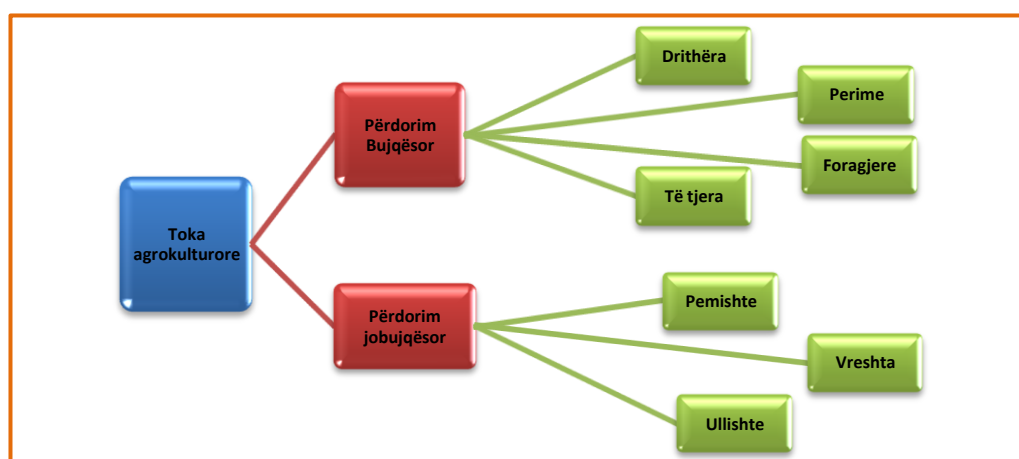 Toka
agrokulturore
Përdorim
Bujqësor
Drithëra
Perime
Foragjere
Të tjera
Përdorim
jobujqësor
Pemishte
Vreshta
Ullishte